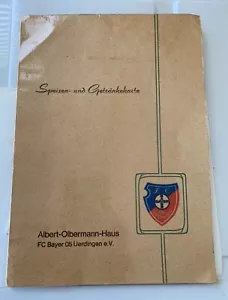 Speisen- und Getränkekarte
Albert-Olbermann-Haus
FC Bayer 05 Uerdingen e.V.